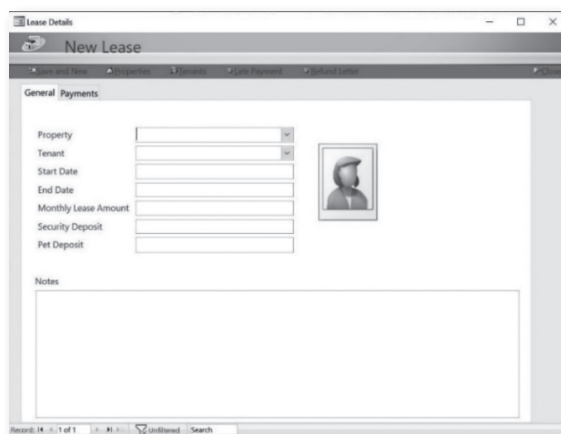 Lease Details
New Lease
Save and New Properties Tenants Late Payment Refund Letter Close
General Payments
Property
Tenant
Start Date
End Date
Monthly Lease Amount
Security Deposit
Pet Deposit
Notes
Record: 1 of 1 Unfiltered Search